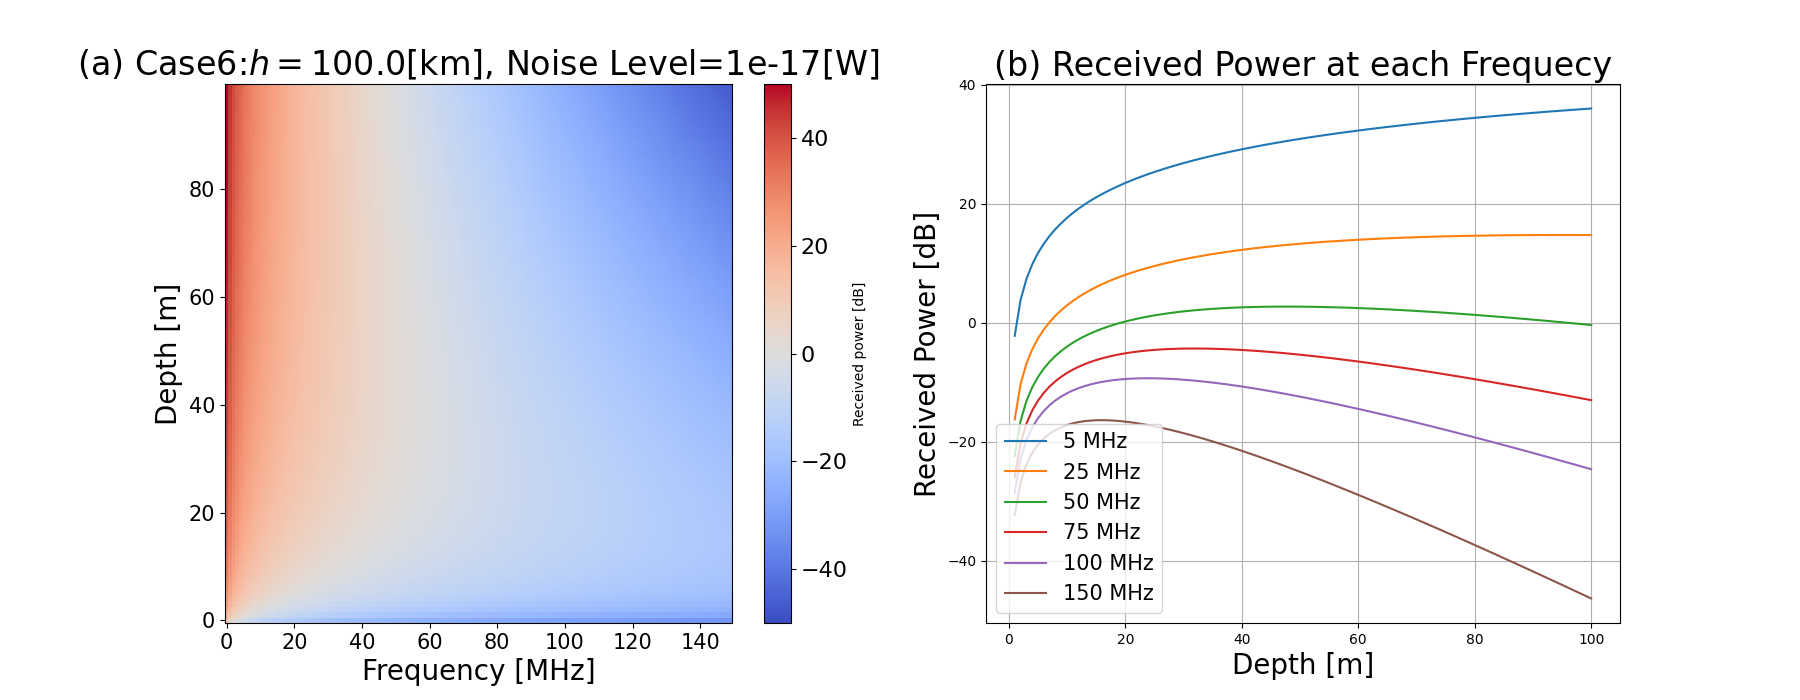 (a) Case6:h = 100.0[km], Noise Level=1e-17[W]
Depth [m]
80
60
40
20
0
0 20 40 60 80 100 120 140
Frequency [MHz]
40
20
0
−20
−40
Received power [dB]
(b) Received Power at each Frequecy
Received Power [dB]
40
20
0
−20
−40
5 MHz
25 MHz
50 MHz
75 MHz
100 MHz
150 MHz
0 20 40 60 80 100
Depth [m]